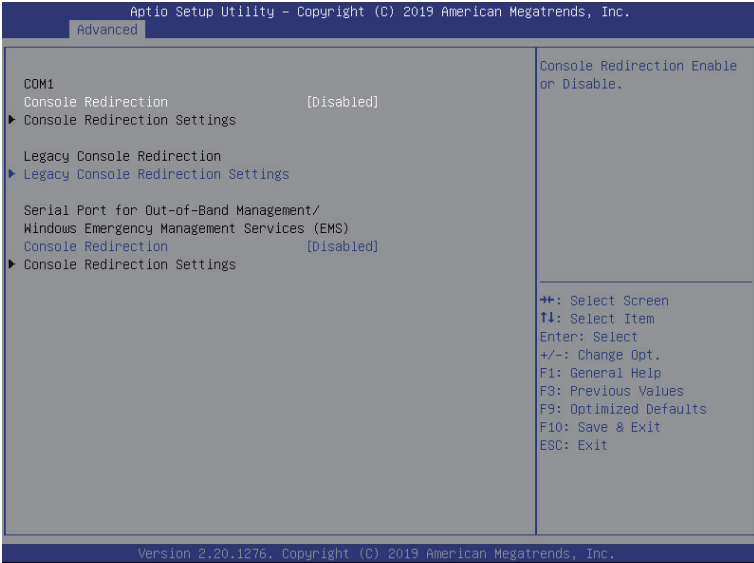 Aptio Setup Utility – Copyright (C) 2019 American Megatrends, Inc.
Advanced
COM1
Console Redirection [Disabled]
▶ Console Redirection Settings
Legacy Console Redirection
▶ Legacy Console Redirection Settings
Serial Port for Out-of-Band Management/
Windows Emergency Management Services (EMS)
Console Redirection [Disabled]
▶ Console Redirection Settings
Console Redirection Enable
or Disable.
→←: Select Screen
↑↓: Select Item
Enter: Select
+/-: Change Opt.
F1: General Help
F3: Previous Values
F9: Optimized Defaults
F10: Save & Exit
ESC: Exit
Version 2.20.1276. Copyright (C) 2019 American Megatrends, Inc.